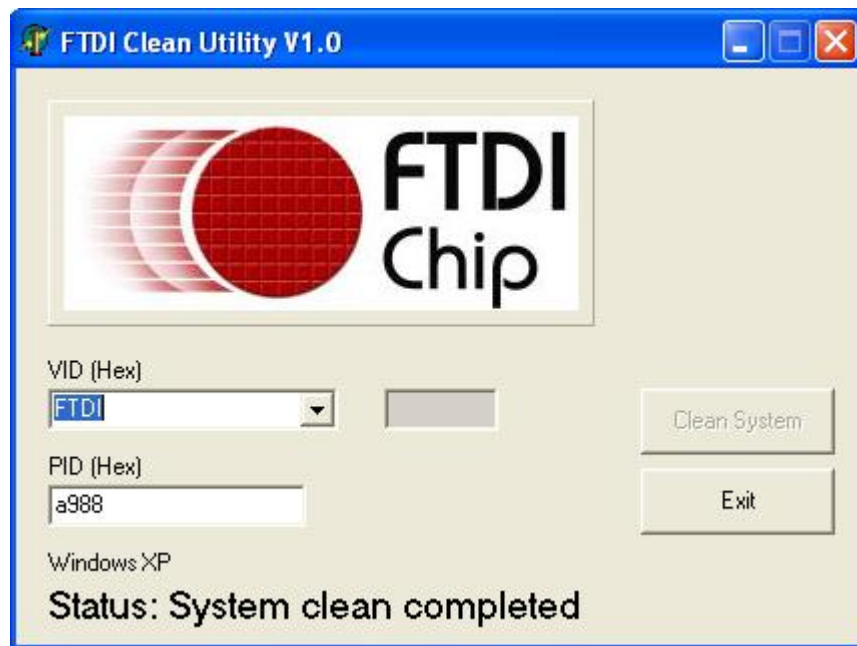 FTDI Clean Utility V1.0
FTDI
Chip
VID (Hex)
FTDI
Clean System
PID (Hex)
a988
Exit
Windows XP
Status: System clean completed